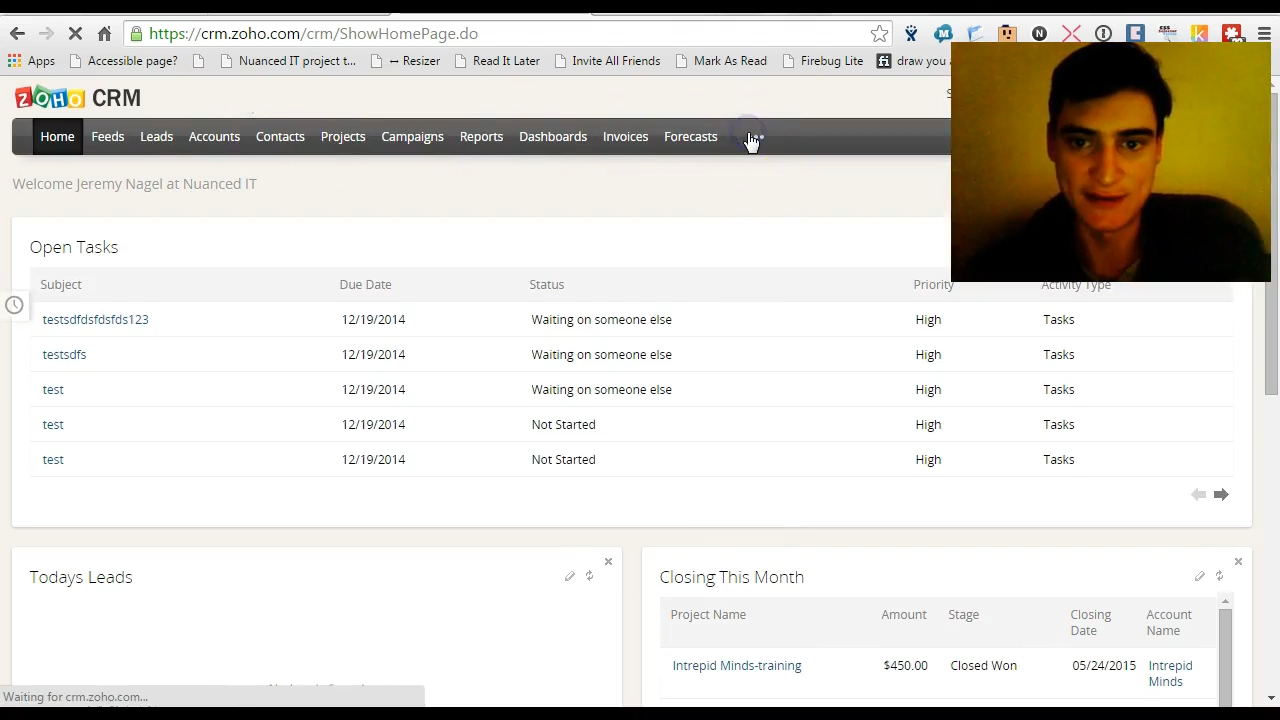 https://crm.zoho.com/crm/ShowHomePage.do
Apps Accessible page? Nuanced IT project t... Read It Later Invite All Friends ↔ Resizer Mark As Read Firebug Lite draw you a
ZOHO CRM
Home Feeds Leads Accounts Contacts Projects Campaigns Reports Dashboards Invoices Forecasts ...
Welcome Jeremy Nagel at Nuanced IT
Open Tasks
Subject Due Date Status Priority Activity Type
testsdfdsfdsfds123 12/19/2014 Waiting on someone else High Tasks
testsdfs 12/19/2014 Waiting on someone else High Tasks
test 12/19/2014 Waiting on someone else High Tasks
test 12/19/2014 Not Started High Tasks
test 12/19/2014 Not Started High Tasks
Todays Leads
Closing This Month
Project Name Amount Stage Closing Date Account Name
Intrepid Minds-training $450.00 Closed Won 05/24/2015 Intrepid Minds
Waiting for crm.zoho.com...